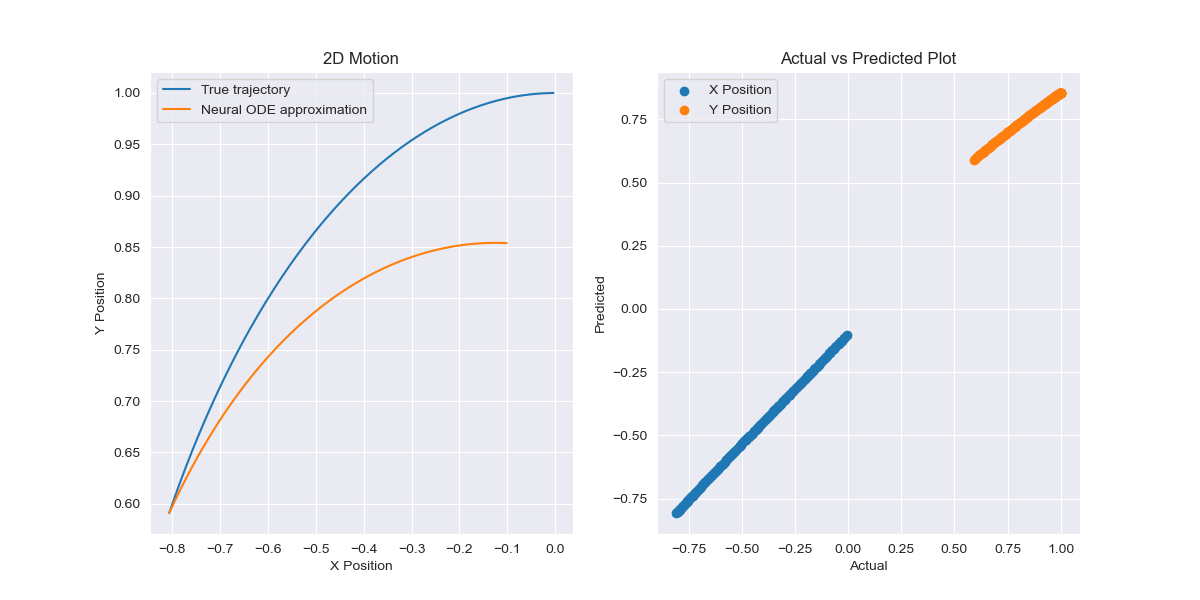 2D Motion
True trajectory
Neural ODE approximation
1.00
0.95
0.90
0.85
0.80
0.75
0.70
0.65
0.60
Y Position
−0.8 −0.7 −0.6 −0.5 −0.4 −0.3 −0.2 −0.1 0.0
X Position
Actual vs Predicted Plot
X Position
Y Position
0.75
0.50
0.25
0.00
−0.25
−0.50
−0.75
Predicted
−0.75 −0.50 −0.25 0.00 0.25 0.50 0.75 1.00
Actual